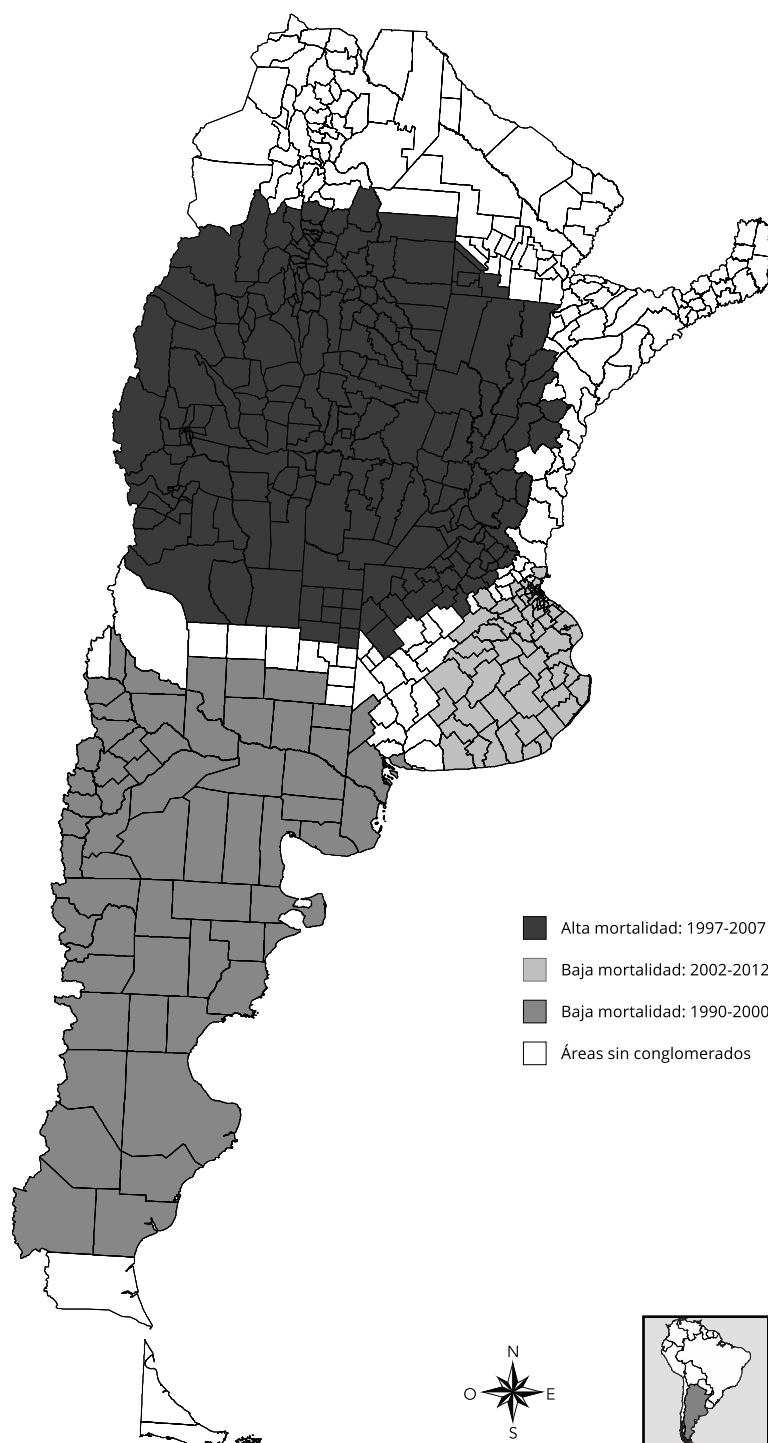 Alta mortalidad: 1997-2007
Baja mortalidad: 2002-2012
Baja mortalidad: 1990-2000
Áreas sin conglomerados
N
O E
S